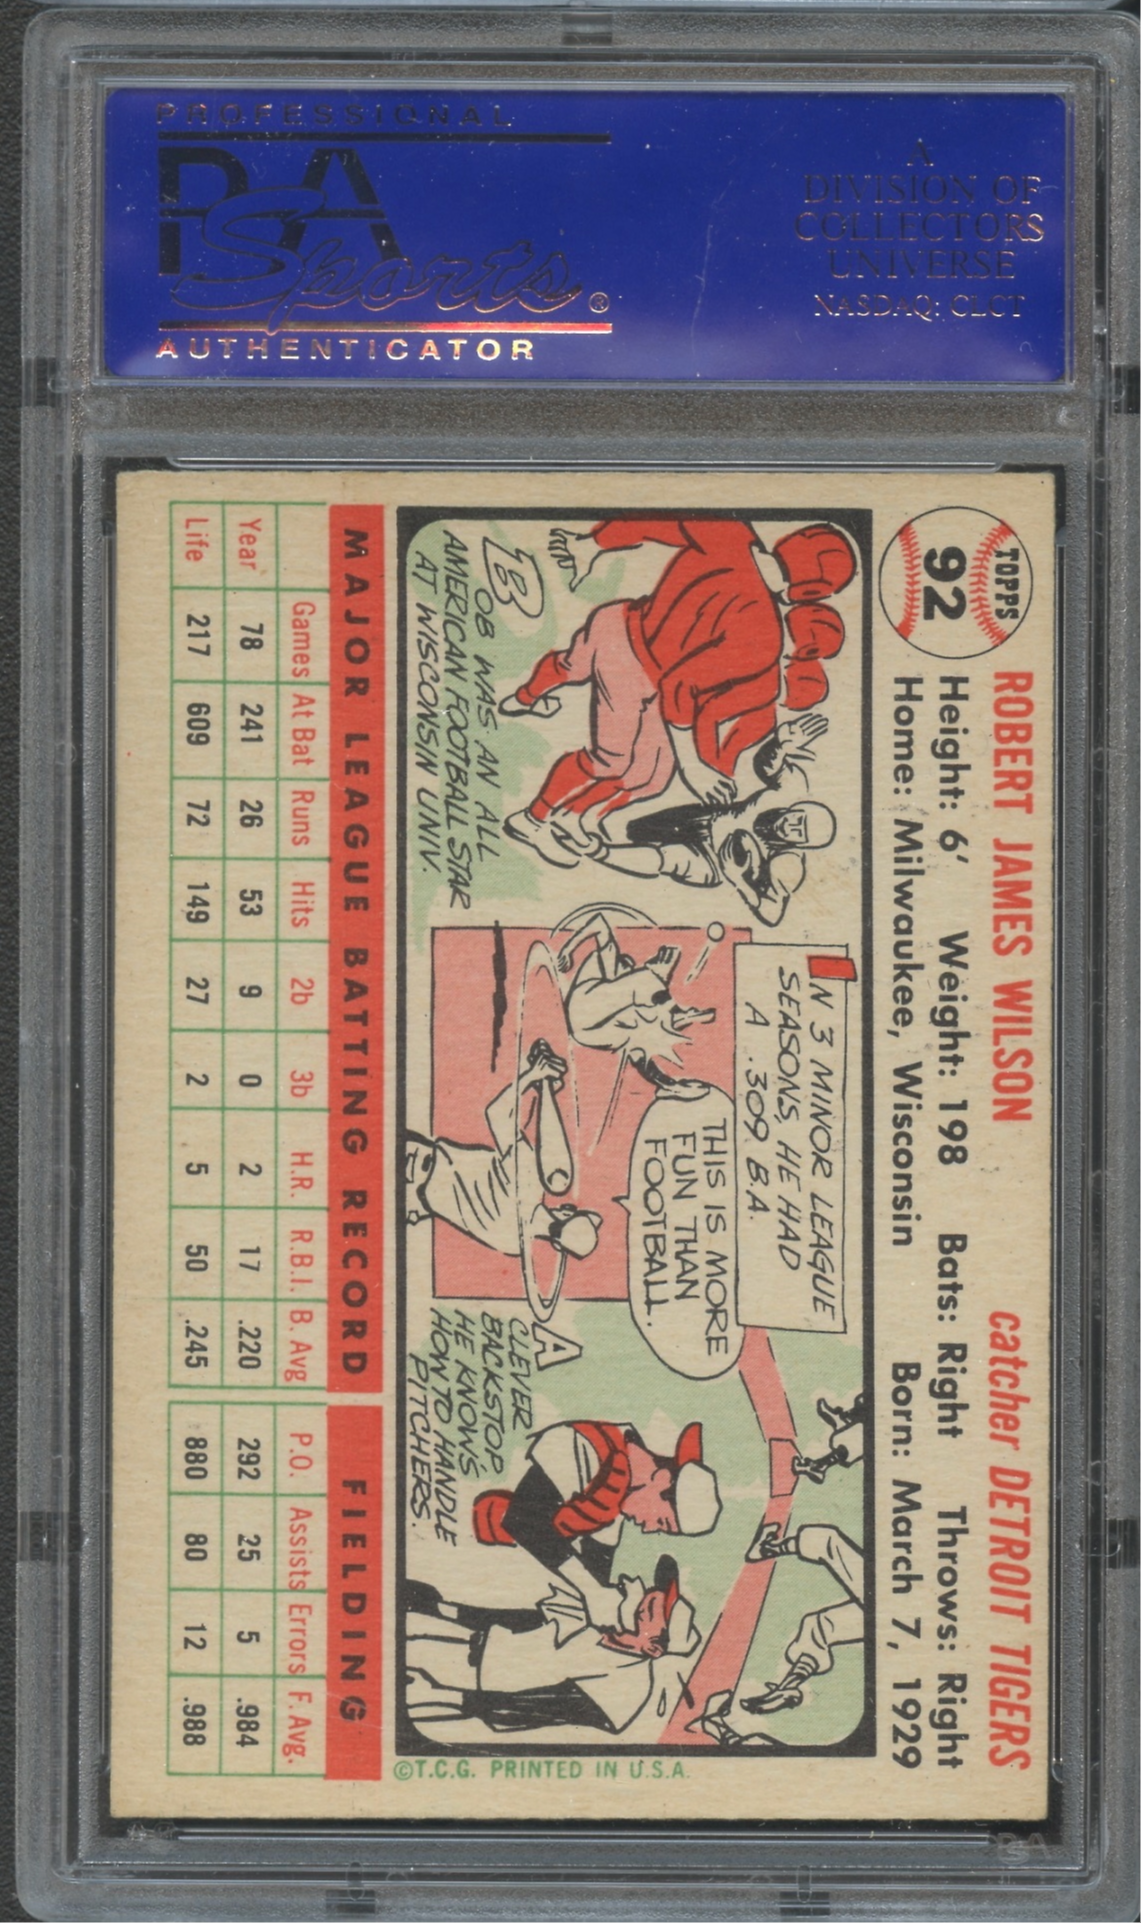 PROFESSIONAL
PSA
Sports®
AUTHENTICATOR
A
DIVISION OF
COLLECTORS
UNIVERSE
NASDAQ: CLCT
TOPPS
92
ROBERT JAMES WILSON catcher DETROIT TIGERS
Height: 6' Weight: 198 Bats: Right Throws: Right
Home: Milwaukee, Wisconsin Born: March 7, 1929
BOB WAS AN ALL
AMERICAN FOOTBALL STAR
AT WISCONSIN UNIV.
IN 3 MINOR LEAGUE
SEASONS, HE HAD
A .309 B.A.
THIS IS MORE
FUN THAN
FOOTBALL.
A
CLEVER
BACKSTOP
HE KNOWS
HOW TO HANDLE
PITCHERS.
©T.C.G. PRINTED IN U.S.A.
MAJOR LEAGUE BATTING RECORD FIELDING
Games At Bat Runs Hits 2b 3b H.R. R.B.I. B. Avg P.O. Assists Errors F. Avg.
Year 78 241 26 53 9 0 2 17 .220 292 25 5 .984
Life 217 609 72 149 27 2 5 50 .245 880 80 12 .988
PSA